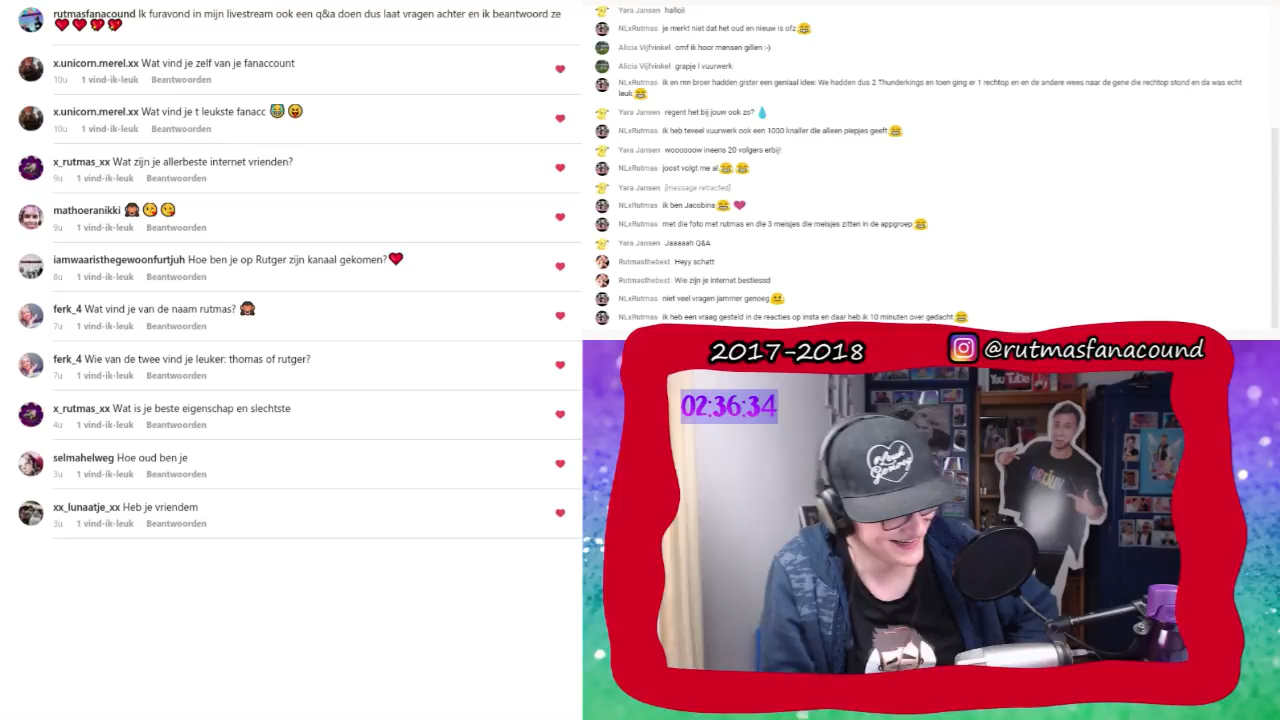 rutmasfanacound Ik furavond in mijn livestream ook een q&a doen dus laat vragen achter en ik beantwoord ze
x.unicorn.merel.xx Wat vind je zelf van je fanaccount
10u 1 vind-ik-leuk Beantwoorden
x.unicorn.merel.xx Wat vind je t leukste fanacc
10u 1 vind-ik-leuk Beantwoorden
x_rutmas_xx Wat zijn je allerbeste internet vrienden?
9u 1 vind-ik-leuk Beantwoorden
mathoeranikki
9u 1 vind-ik-leuk Beantwoorden
iamwaaristhegewoonfurtjuh Hoe ben je op Rutger zijn kanaal gekomen?
8u 1 vind-ik-leuk Beantwoorden
ferk_4 Wat vind je van de naam rutmas?
7u 1 vind-ik-leuk Beantwoorden
ferk_4 Wie van de twee vind je leuker: thomas of rutger?
7u 1 vind-ik-leuk Beantwoorden
x_rutmas_xx Wat is je beste eigenschap en slechtste
4u 1 vind-ik-leuk Beantwoorden
selmahelweg Hoe oud ben je
3u 1 vind-ik-leuk Beantwoorden
xx_lunaatje_xx Heb je vriendem
3u 1 vind-ik-leuk Beantwoorden
Yara Jansen halloii
NLxRutmas je merkt niet dat het oud en nieuw is ofz
Alicia Vijfvinkel omf ik hoor mensen gillen :-)
Alicia Vijfvinkel grapje l vuurwerk
NLxRutmas ik en mn broer hadden gister een geniaal idee: We hadden dus 2 Thunderkings en toen ging er 1 rechtop en en de andere wees naar de gene die rechtop stond en da was echt
leuk
Yara Jansen regent het bij jouw ook zo?
NLxRutmas Ik heb teveel vuurwerk ook een 1000 knaller die alleen piepjes geeft
Yara Jansen wooooooow ineens 20 volgers erbij!
NLxRutmas joost volgt me al
Yara Jansen [message retracted]
NLxRutmas ik ben Jacobina
NLxRutmas met die foto met rutmas en die 3 meisjes die meisjes zitten in de appgroep
Yara Jansen Jaaaaah Q&A
Rutmasthebest Heyy schatt
Rutmasthebest Wie zijn je internet bestiessd
NLxRutmas niet veel vragen jammer genoeg
NLxRutmas ik heb een vraag gesteld in de reacties op insta en daar heb ik 10 minuten over gedacht
2017-2018
@rutmasfanacound
02:36:34
You Tube